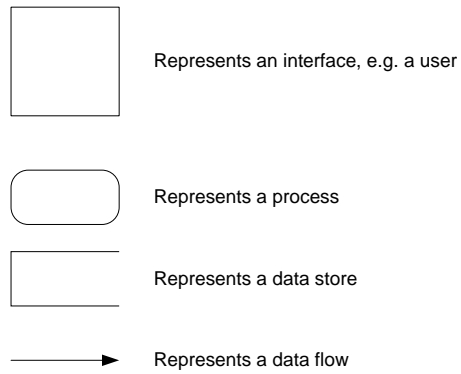 Represents an interface, e.g. a user
Represents a process
Represents a data store
Represents a data flow